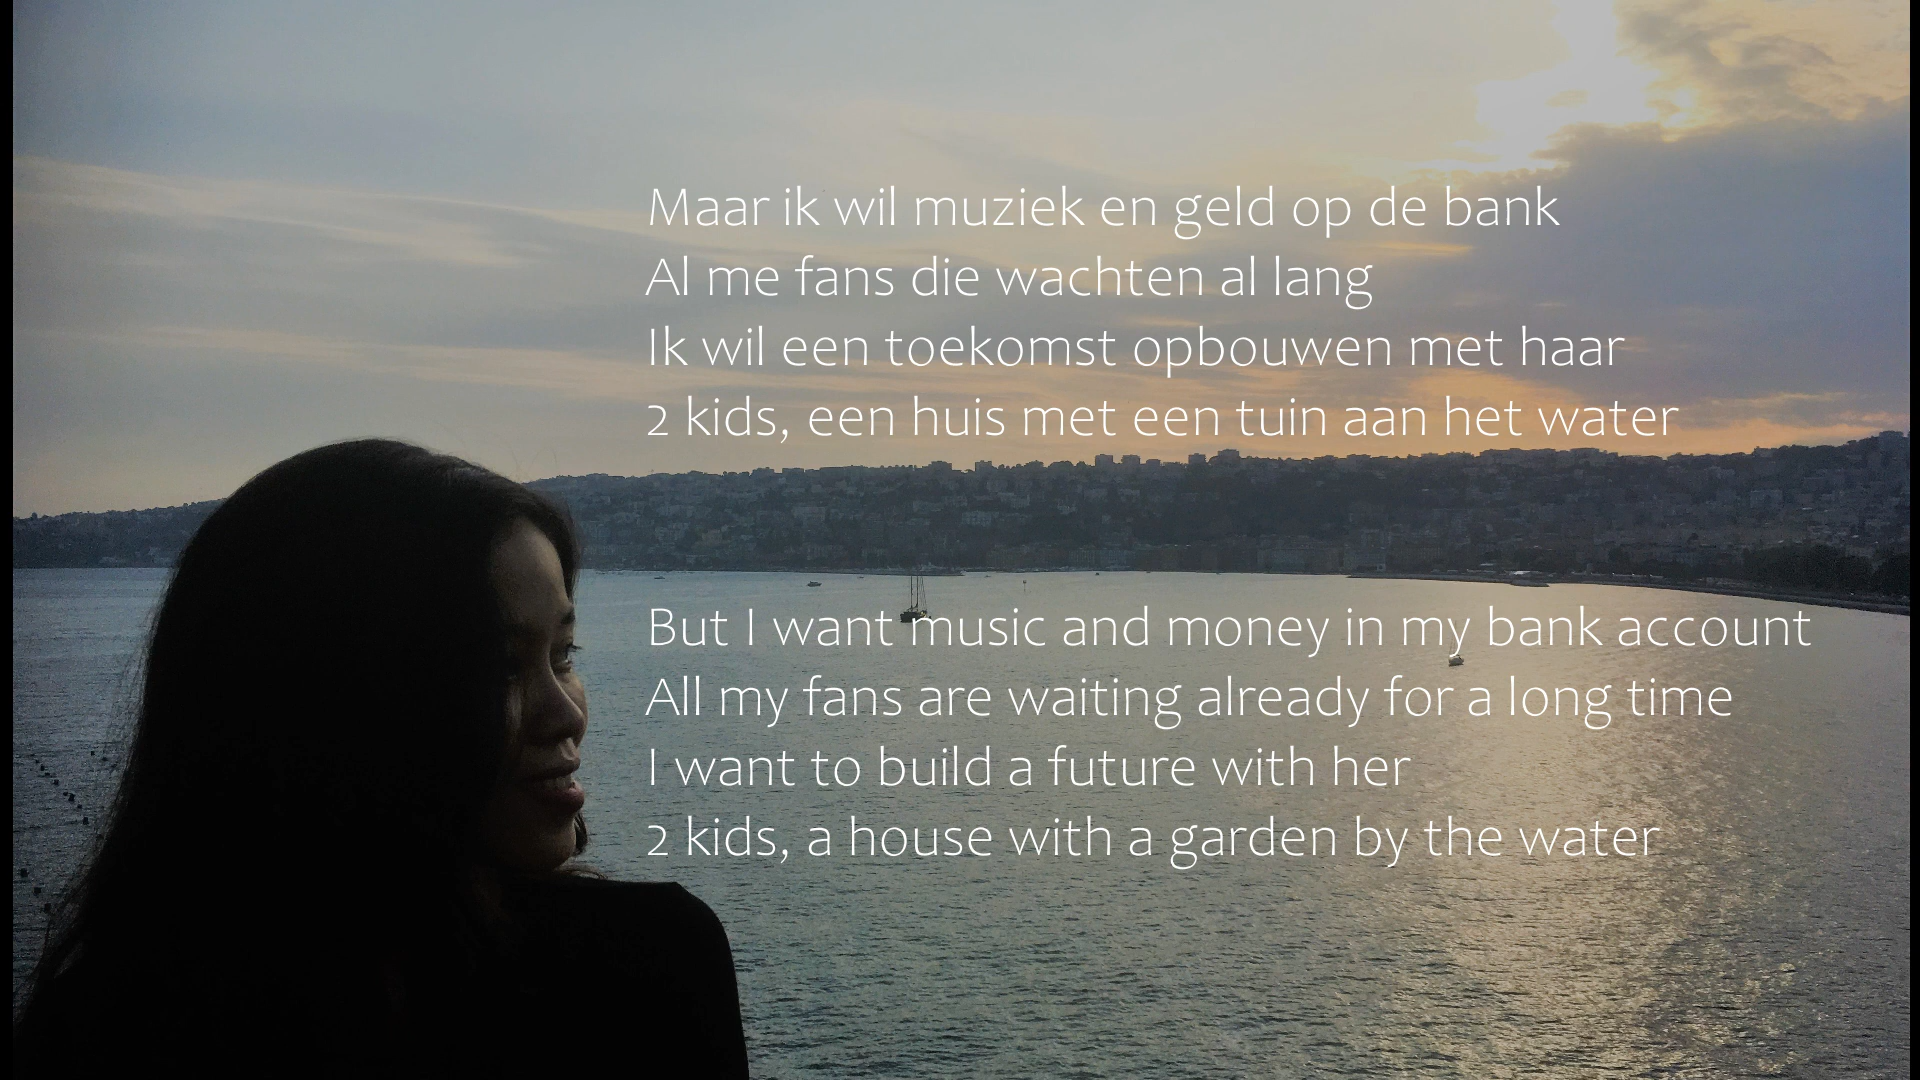 Maar ik wil muziek en geld op de bank
Al me fans die wachten al lang
Ik wil een toekomst opbouwen met haar
2 kids, een huis met een tuin aan het water
But I want music and money in my bank account
All my fans are waiting already for a long time
I want to build a future with her
2 kids, a house with a garden by the water